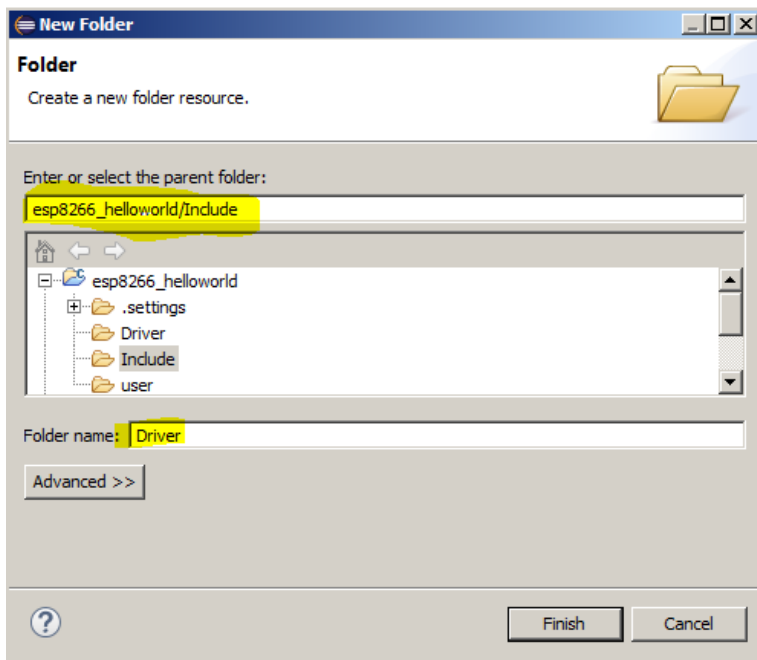 New Folder
Folder
Create a new folder resource.
Enter or select the parent folder:
esp8266_helloworld/Include
esp8266_helloworld
.settings
Driver
Include
user
Folder name: Driver
Advanced >>
Finish Cancel